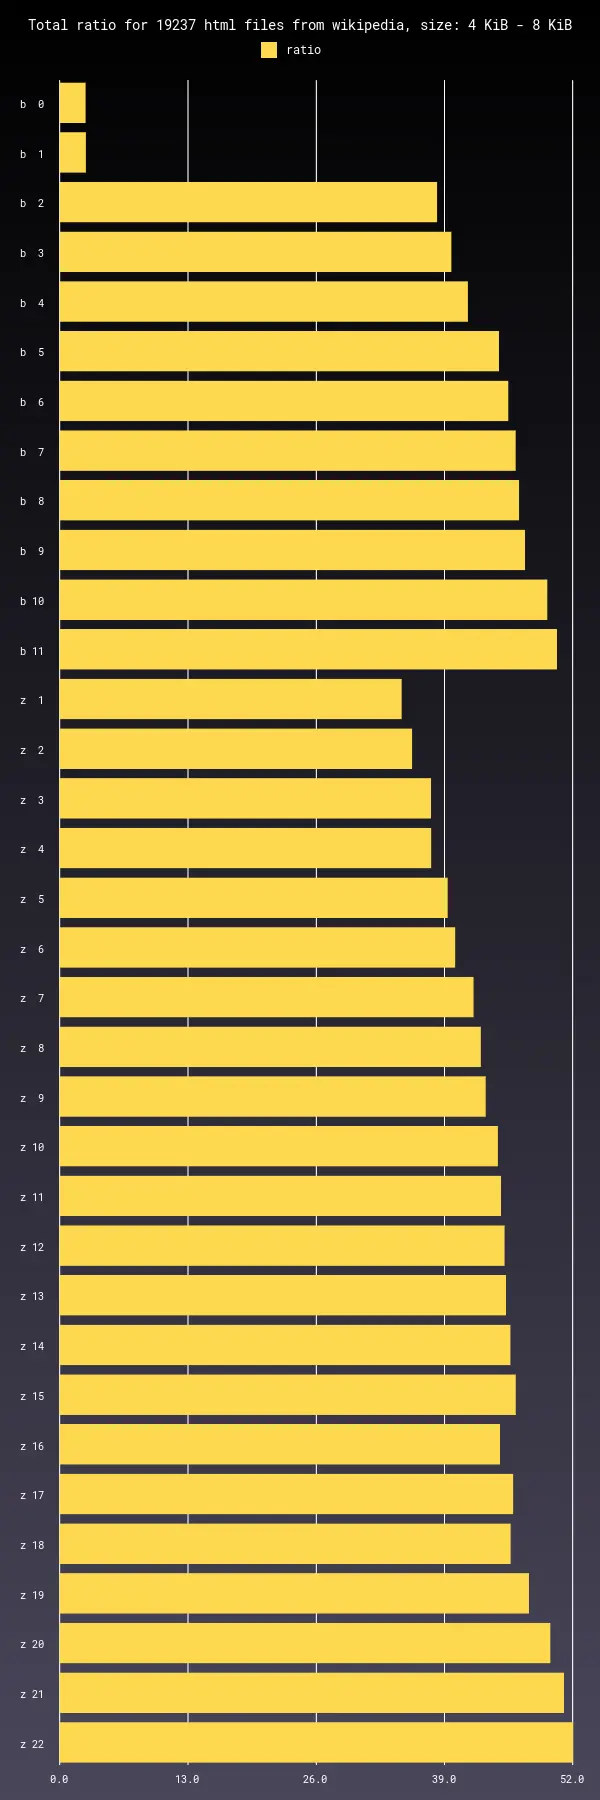 Total ratio for 19237 html files from wikipedia, size: 4 KiB - 8 KiB
ratio
b  0
b  1
b  2
b  3
b  4
b  5
b  6
b  7
b  8
b  9
b 10
b 11
z  1
z  2
z  3
z  4
z  5
z  6
z  7
z  8
z  9
z 10
z 11
z 12
z 13
z 14
z 15
z 16
z 17
z 18
z 19
z 20
z 21
z 22
0.0 13.0 26.0 39.0 52.0